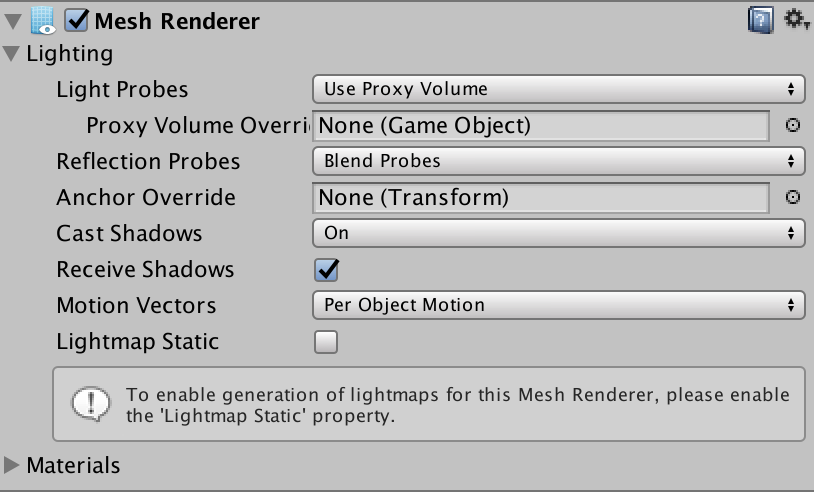 Mesh Renderer
Lighting
Light Probes Use Proxy Volume
Proxy Volume Overri None (Game Object)
Reflection Probes Blend Probes
Anchor Override None (Transform)
Cast Shadows On
Receive Shadows
Motion Vectors Per Object Motion
Lightmap Static
To enable generation of lightmaps for this Mesh Renderer, please enable
the 'Lightmap Static' property.
Materials